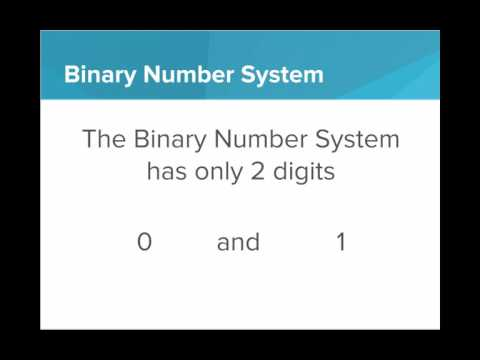 Binary Number System
The Binary Number System
has only 2 digits
0 and 1